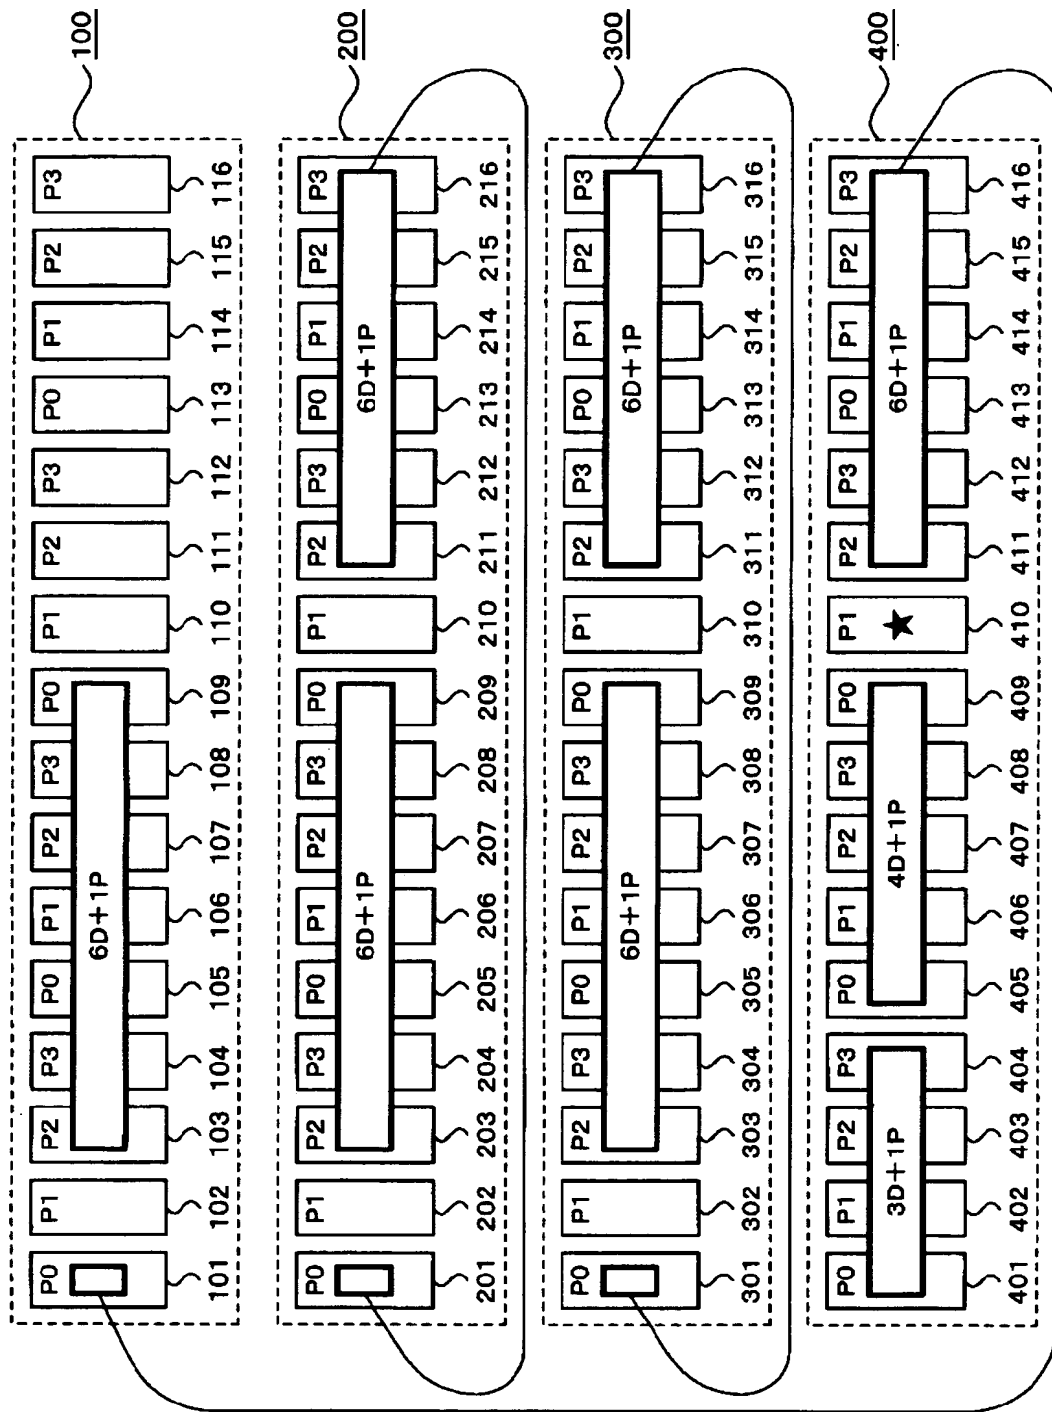 100
P0 P1 P2 P3 P0 P1 P2 P3 P0 P1 P2 P3 P0 P1 P2 P3
6D+1P
101 102 103 104 105 106 107 108 109 110 111 112 113 114 115 116
200
P0 P1 P2 P3 P0 P1 P2 P3 P0 P1 P2 P3 P0 P1 P2 P3
6D+1P 6D+1P
201 202 203 204 205 206 207 208 209 210 211 212 213 214 215 216
300
P0 P1 P2 P3 P0 P1 P2 P3 P0 P1 P2 P3 P0 P1 P2 P3
6D+1P 6D+1P
301 302 303 304 305 306 307 308 309 310 311 312 313 314 315 316
400
P0 P1 P2 P3 P0 P1 P2 P3 P0 P1 P2 P3 P0 P1 P2 P3
3D+1P 4D+1P ★ 6D+1P
401 402 403 404 405 406 407 408 409 410 411 412 413 414 415 416